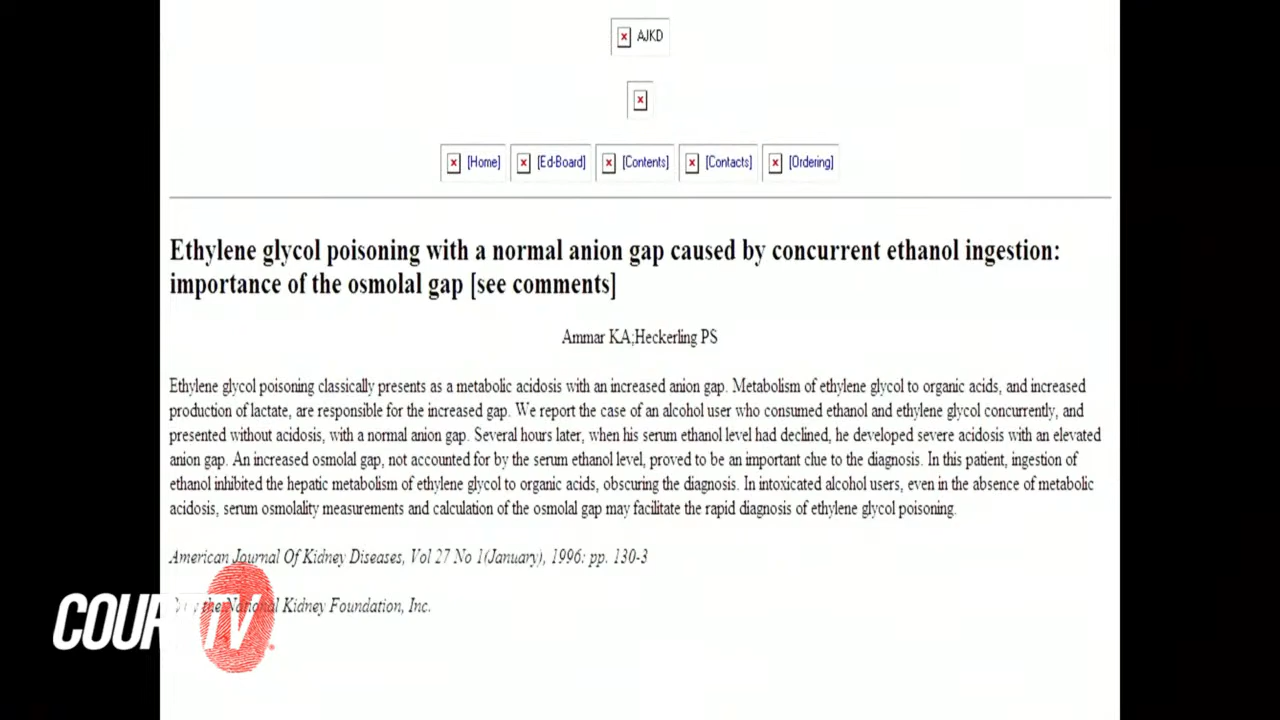 AJKD
[Home] [Ed-Board] [Contents] [Contacts] [Ordering]
Ethylene glycol poisoning with a normal anion gap caused by concurrent ethanol ingestion:
importance of the osmolal gap [see comments]
Ammar KA;Heckerling PS
Ethylene glycol poisoning classically presents as a metabolic acidosis with an increased anion gap. Metabolism of ethylene glycol to organic acids, and increased
production of lactate, are responsible for the increased gap. We report the case of an alcohol user who consumed ethanol and ethylene glycol concurrently, and
presented without acidosis, with a normal anion gap. Several hours later, when his serum ethanol level had declined, he developed severe acidosis with an elevated
anion gap. An increased osmolal gap, not accounted for by the serum ethanol level, proved to be an important clue to the diagnosis. In this patient, ingestion of
ethanol inhibited the hepatic metabolism of ethylene glycol to organic acids, obscuring the diagnosis. In intoxicated alcohol users, even in the absence of metabolic
acidosis, serum osmolality measurements and calculation of the osmolal gap may facilitate the rapid diagnosis of ethylene glycol poisoning.
American Journal Of Kidney Diseases, Vol 27 No 1(January), 1996: pp. 130-3
the National Kidney Foundation, Inc.
COURT TV